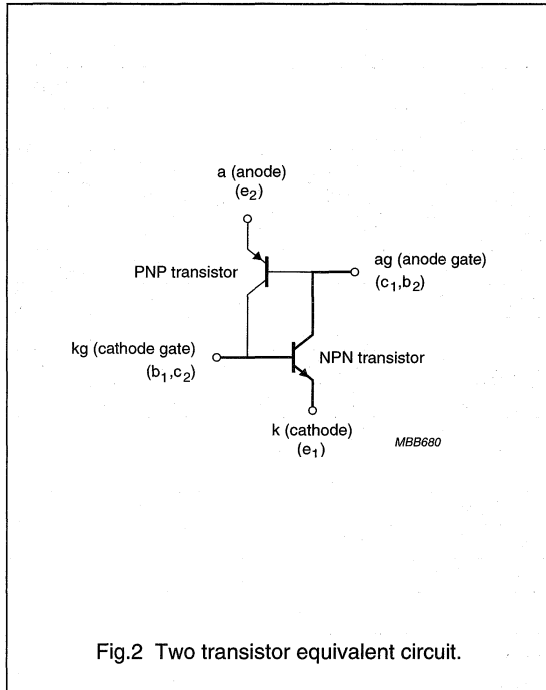 a (anode)
(e2)
PNP transistor
ag (anode gate)
(c1,b2)
kg (cathode gate)
(b1,c2)
NPN transistor
k (cathode)
(e1)
MBB680
Fig.2 Two transistor equivalent circuit.